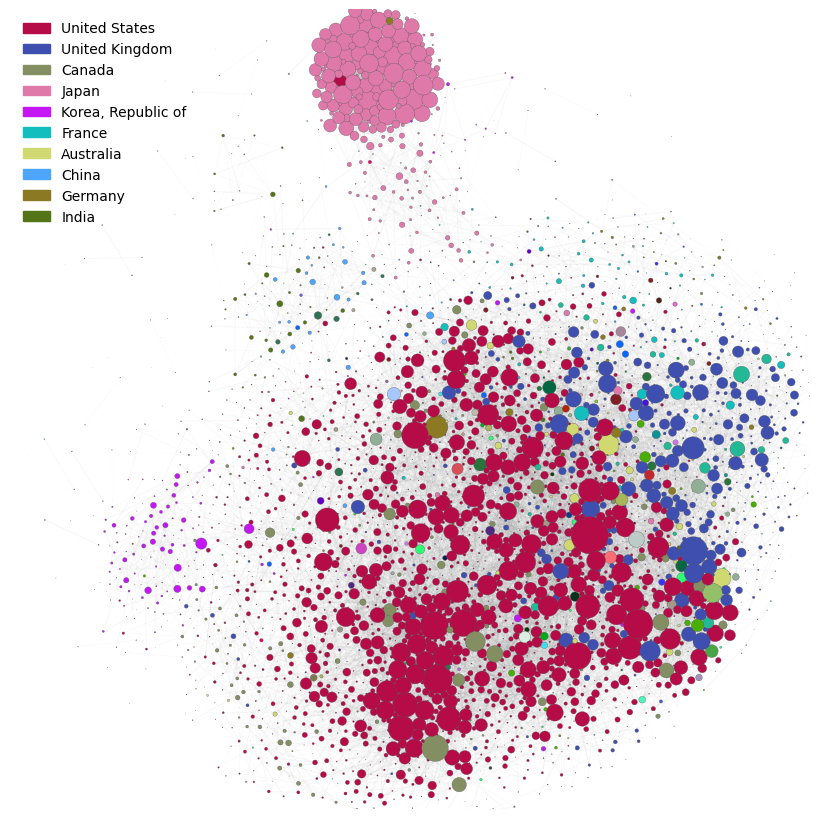 United States
United Kingdom
Canada
Japan
Korea, Republic of
France
Australia
China
Germany
India